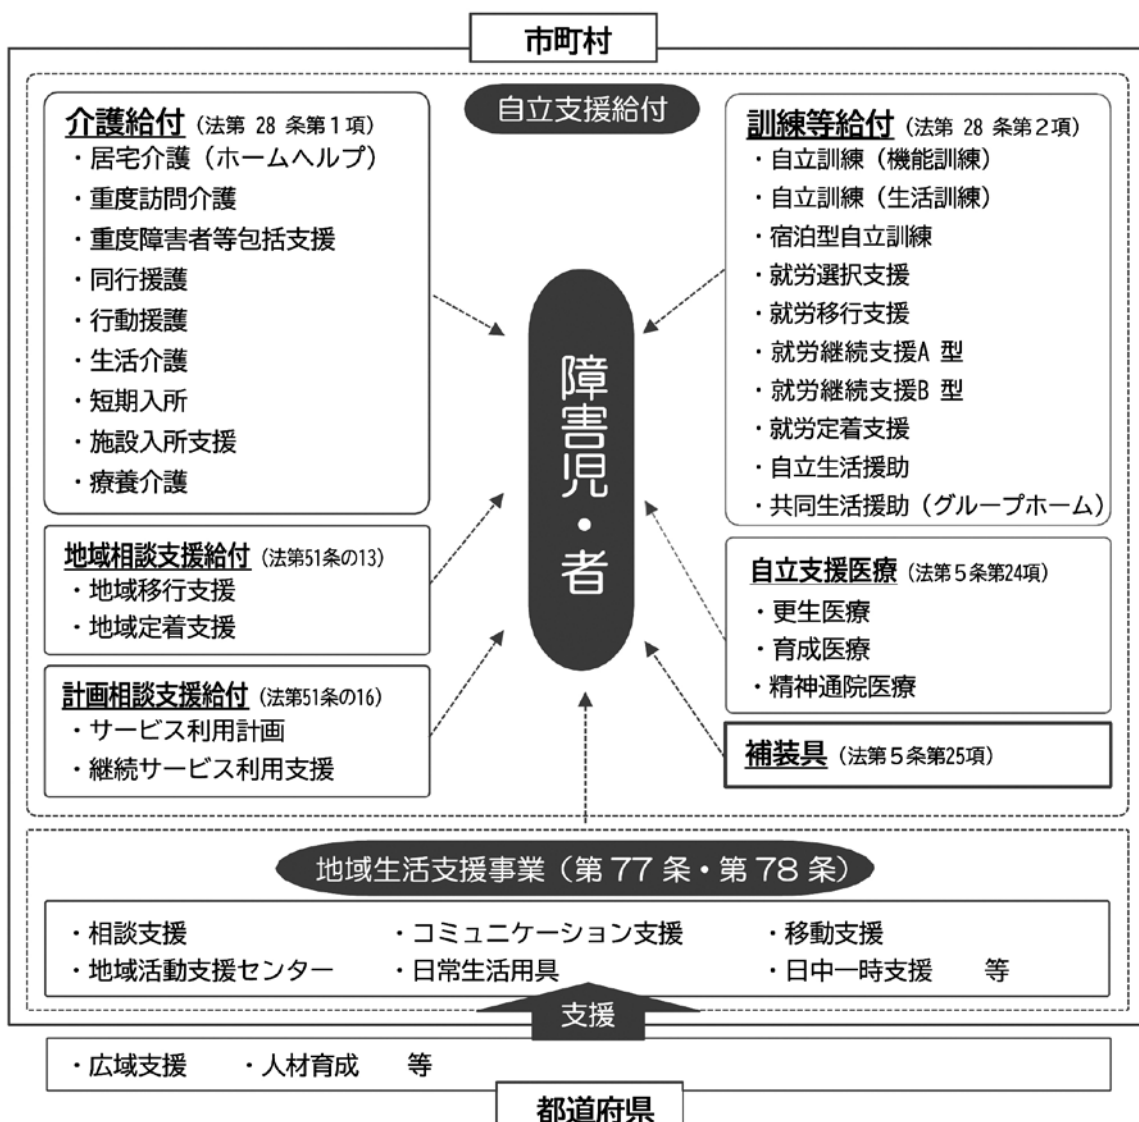 市町村
自立支援給付
介護給付（法第 28 条第１項）
・居宅介護（ホームヘルプ）
・重度訪問介護
・重度障害者等包括支援
・同行援護
・行動援護
・生活介護
・短期入所
・施設入所支援
・療養介護
地域相談支援給付（法第51条の13）
・地域移行支援
・地域定着支援
計画相談支援給付（法第51条の16）
・サービス利用計画
・継続サービス利用支援
障害児・者
訓練等給付（法第 28 条第２項）
・自立訓練（機能訓練）
・自立訓練（生活訓練）
・宿泊型自立訓練
・就労選択支援
・就労移行支援
・就労継続支援A 型
・就労継続支援B 型
・就労定着支援
・自立生活援助
・共同生活援助（グループホーム）
自立支援医療（法第５条第24項）
・更生医療
・育成医療
・精神通院医療
補装具（法第５条第25項）
地域生活支援事業（第 77 条・第 78 条）
・相談支援 ・コミュニケーション支援 ・移動支援
・地域活動支援センター ・日常生活用具 ・日中一時支援 等
支援
・広域支援 ・人材育成 等
都道府県